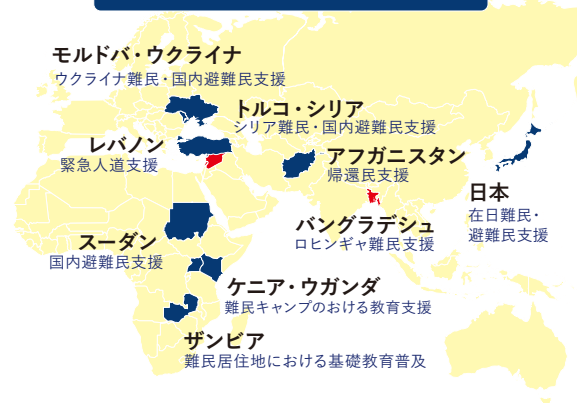 モルドバ・ウクライナ
ウクライナ難民・国内避難民支援
トルコ・シリア
シリア難民・国内避難民支援
レバノン
緊急人道支援
アフガニスタン
帰還民支援
日本
在日難民・
避難民支援
バングラデシュ
ロヒンギャ難民支援
スーダン
国内避難民支援
ケニア・ウガンダ
難民キャンプのおける教育支援
ザンビア
難民居住地における基礎教育普及